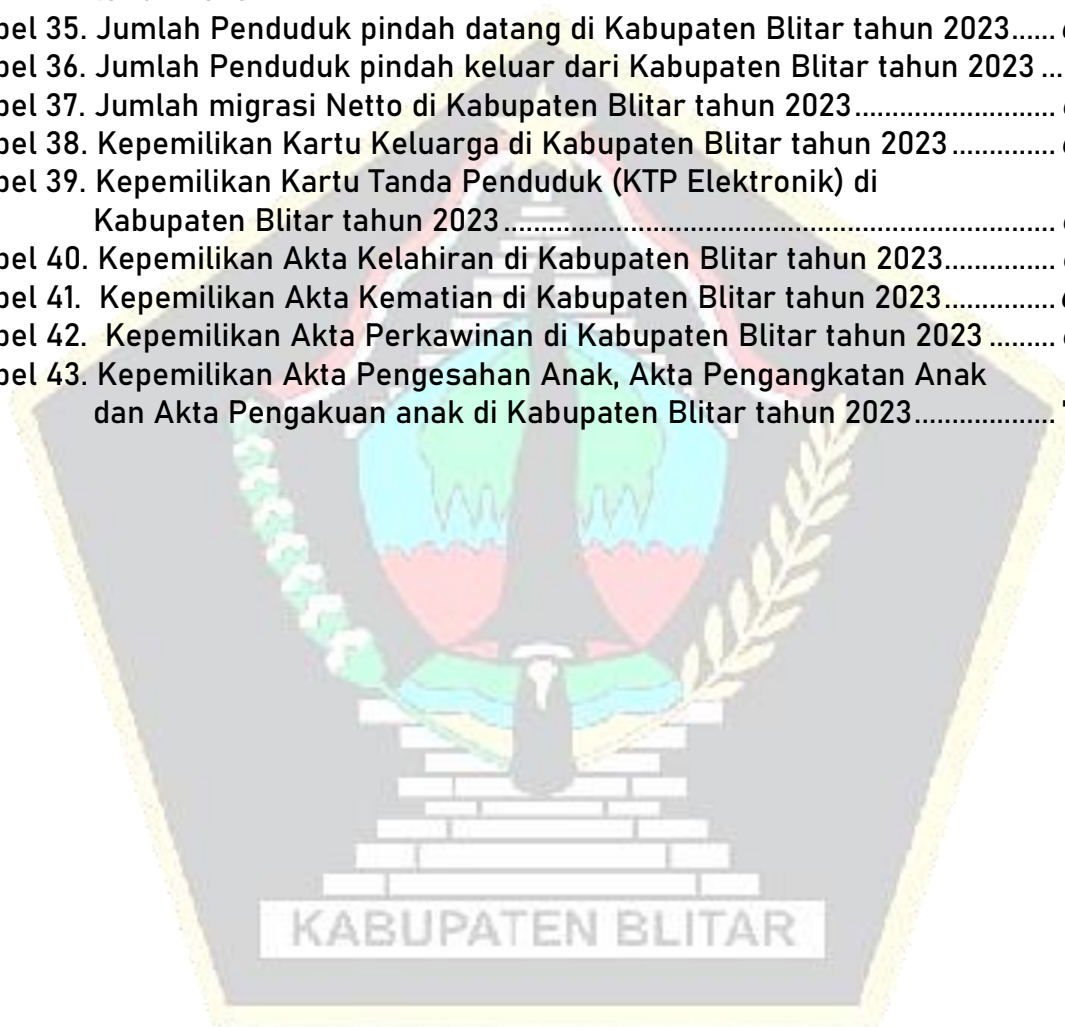 bel 35. Jumlah Penduduk pindah datang di Kabupaten Blitar tahun 2023......
bel 36. Jumlah Penduduk pindah keluar dari Kabupaten Blitar tahun 2023 ...
bel 37. Jumlah migrasi Netto di Kabupaten Blitar tahun 2023...........................
bel 38. Kepemilikan Kartu Keluarga di Kabupaten Blitar tahun 2023..............
bel 39. Kepemilikan Kartu Tanda Penduduk (KTP Elektronik) di
Kabupaten Blitar tahun 2023...........................................................................
bel 40. Kepemilikan Akta Kelahiran di Kabupaten Blitar tahun 2023...............
bel 41. Kepemilikan Akta Kematian di Kabupaten Blitar tahun 2023...............
bel 42. Kepemilikan Akta Perkawinan di Kabupaten Blitar tahun 2023 .........
bel 43. Kepemilikan Akta Pengesahan Anak, Akta Pengangkatan Anak
dan Akta Pengakuan anak di Kabupaten Blitar tahun 2023...................
KABUPATEN BLITAR